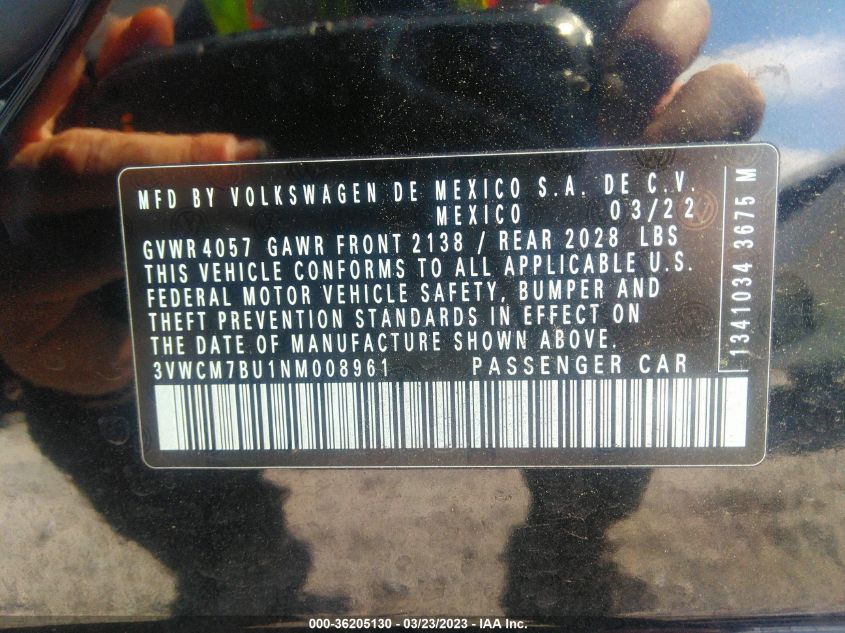 MFD BY VOLKSWAGEN DE MEXICO S.A. DE C.V.
MEXICO 03/22
GVWR 4057 GAWR FRONT 2138 / REAR 2028 LBS
THIS VEHICLE CONFORMS TO ALL APPLICABLE U.S.
FEDERAL MOTOR VEHICLE SAFETY, BUMPER AND
THEFT PREVENTION STANDARDS IN EFFECT ON
THE DATE OF MANUFACTURE SHOWN ABOVE.
3VWCM7BU1NM008961 PASSENGER CAR
1341034 3675 M
000-36205130 - 03/23/2023 - IAA Inc.